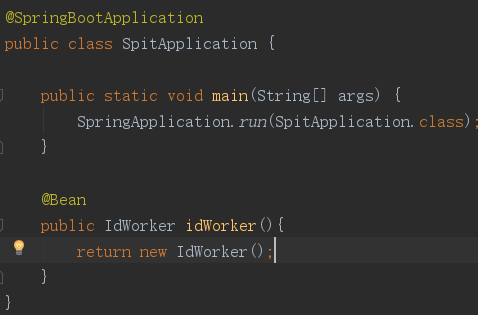 @SpringBootApplication
public class SpitApplication {
public static void main(String[] args) {
SpringApplication.run(SpitApplication.class);
}
@Bean
public IdWorker idWorker(){
return new IdWorker();
}
}